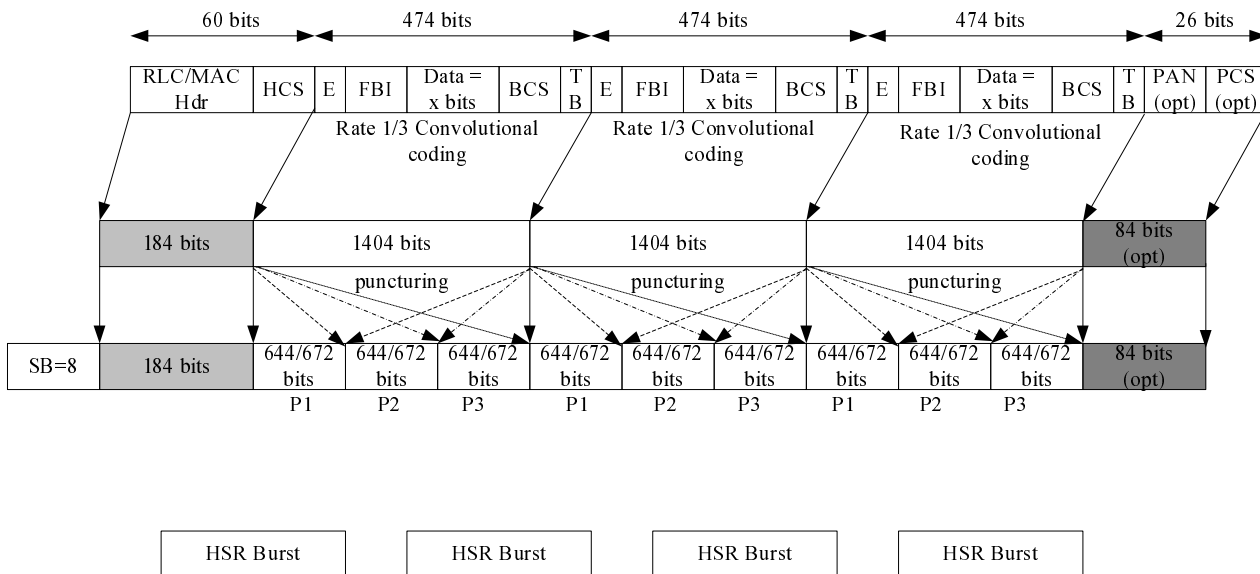 60 bits 474 bits 474 bits 474 bits 26 bits
RLC/MAC Hdr HCS E FBI Data = x bits BCS T B E FBI Data = x bits BCS T B E FBI Data = x bits BCS T B PAN (opt) PCS (opt)
Rate 1/3 Convolutional coding Rate 1/3 Convolutional coding Rate 1/3 Convolutional coding
184 bits 1404 bits 1404 bits 1404 bits 84 bits (opt)
puncturing puncturing puncturing
SB=8 184 bits 644/672 bits 644/672 bits 644/672 bits 644/672 bits 644/672 bits 644/672 bits 644/672 bits 644/672 bits 644/672 bits 84 bits (opt)
P1 P2 P3 P1 P2 P3 P1 P2 P3
HSR Burst HSR Burst HSR Burst HSR Burst